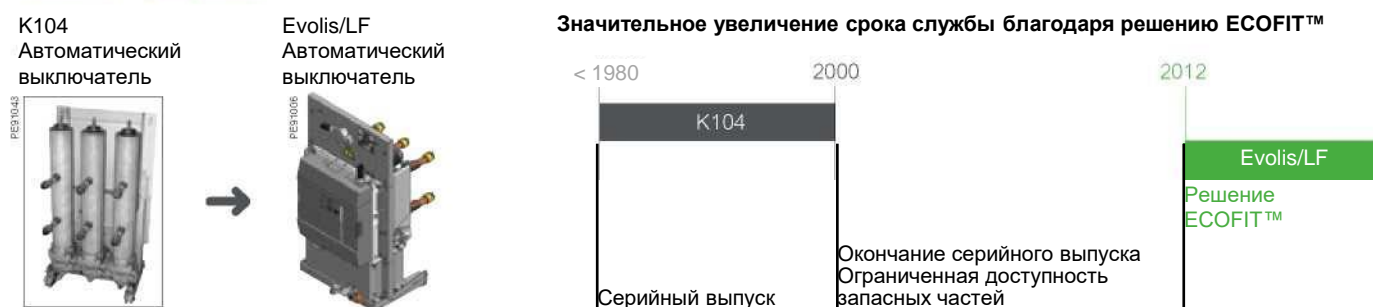 K104
Автоматический
выключатель
Evolis/LF
Автоматический
выключатель
PE91043
PE91006
Значительное увеличение срока службы благодаря решению ECOFIT™
< 1980
2000
2012
K104
Evolis/LF
Решение
ECOFIT™
Серийный выпуск
Окончание серийного выпуска
Ограниченная доступность
запасных частей